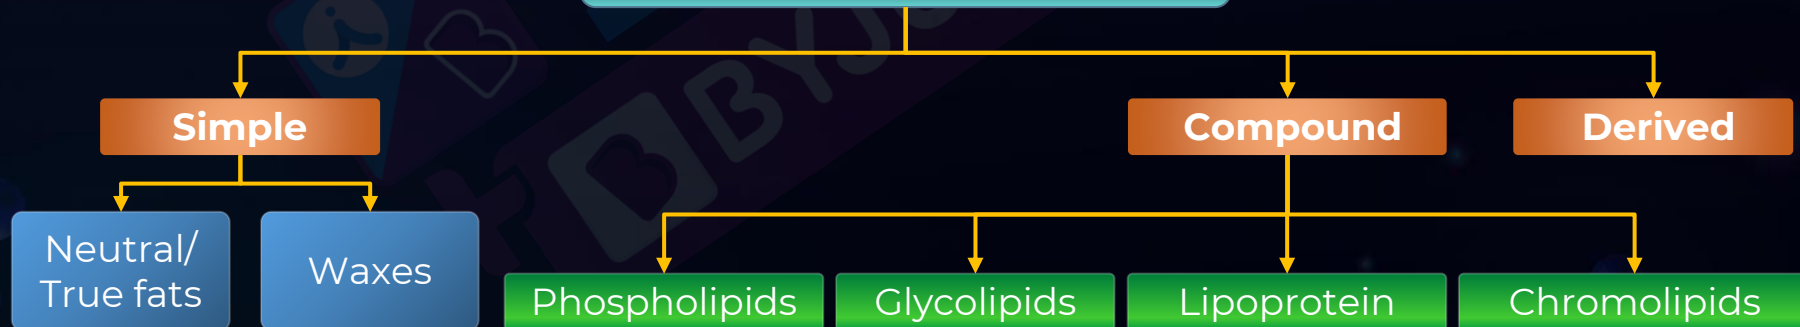 Simple
Compound
Derived
Neutral/
True fats
Waxes
Phospholipids
Glycolipids
Lipoprotein
Chromolipids